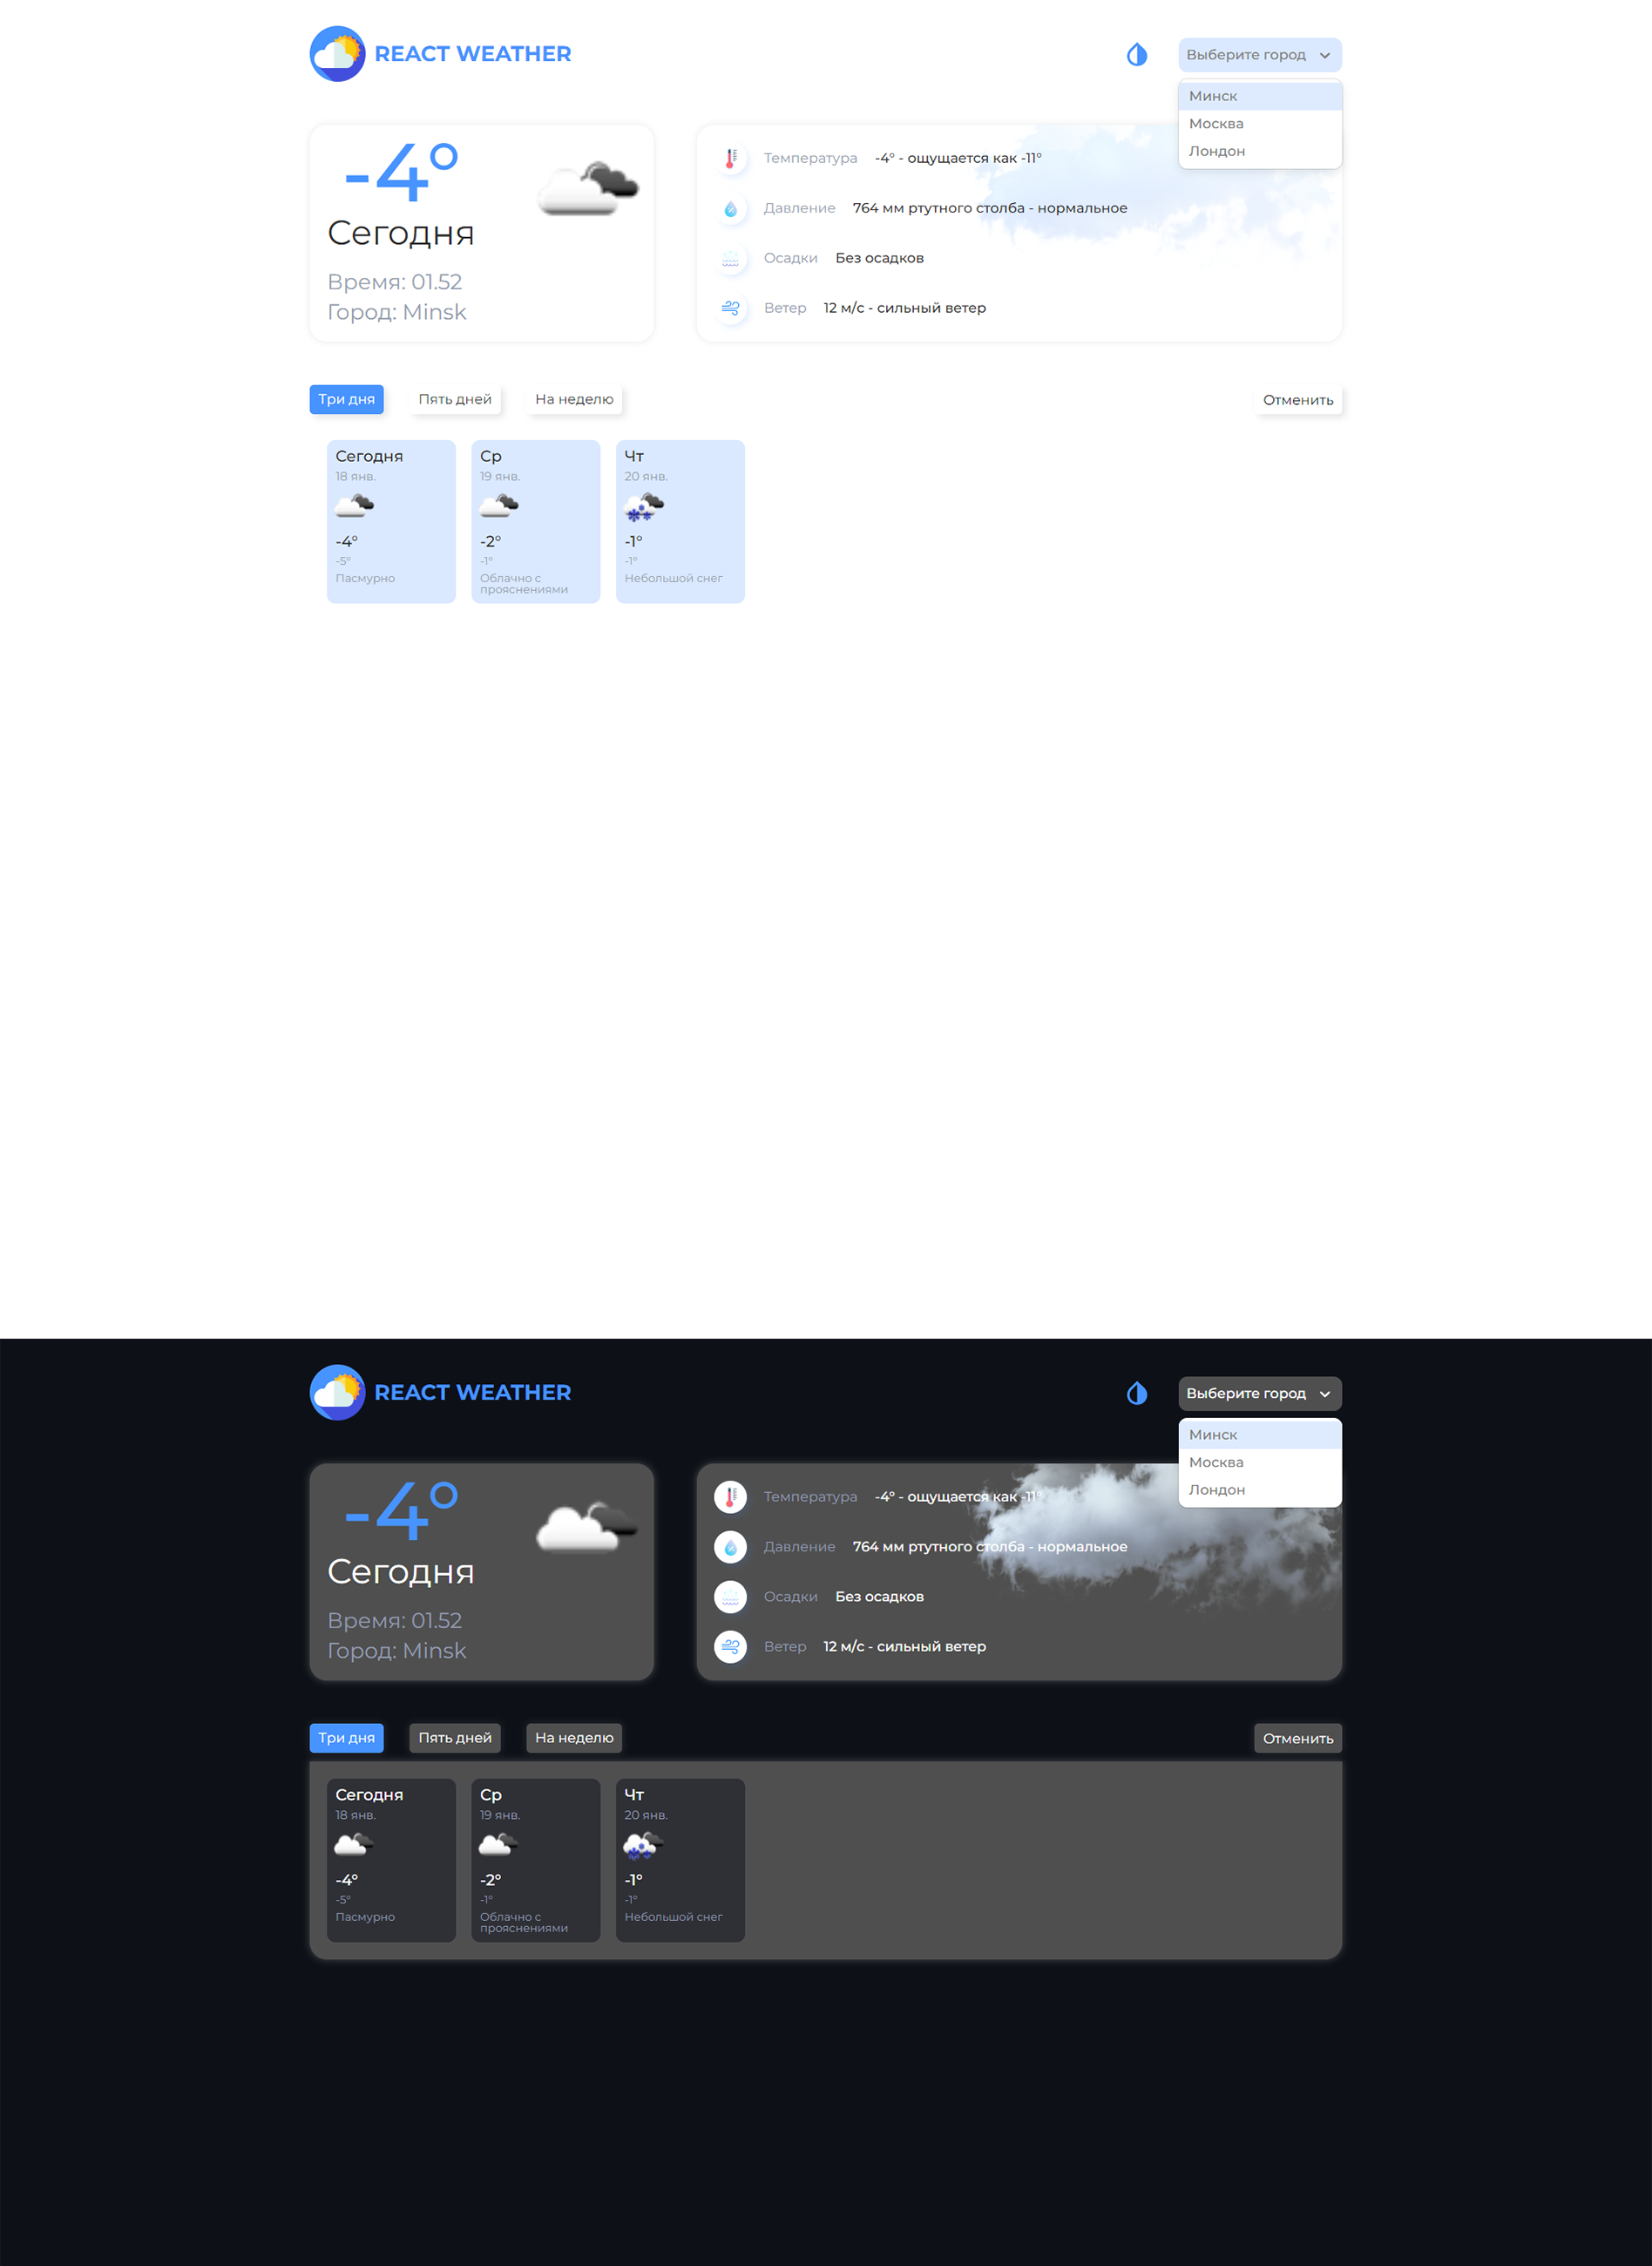 REACT WEATHER
Выберите город
Минск
Москва
Лондон
-4°
Сегодня
Время: 01.52
Город: Minsk
Температура -4° - ощущается как -11°
Давление 764 мм ртутного столба - нормальное
Осадки Без осадков
Ветер 12 м/с - сильный ветер
Три дня Пять дней На неделю Отменить
Сегодня
18 янв.
-4°
-5°
Пасмурно
Ср
19 янв.
-2°
-1°
Облачно с
прояснениями
Чт
20 янв.
-1°
-1°
Небольшой снег
REACT WEATHER
Выберите город
Минск
Москва
Лондон
-4°
Сегодня
Время: 01.52
Город: Minsk
Температура -4° - ощущается как -11°
Давление 764 мм ртутного столба - нормальное
Осадки Без осадков
Ветер 12 м/с - сильный ветер
Три дня Пять дней На неделю Отменить
Сегодня
18 янв.
-4°
-5°
Пасмурно
Ср
19 янв.
-2°
-1°
Облачно с
прояснениями
Чт
20 янв.
-1°
-1°
Небольшой снег